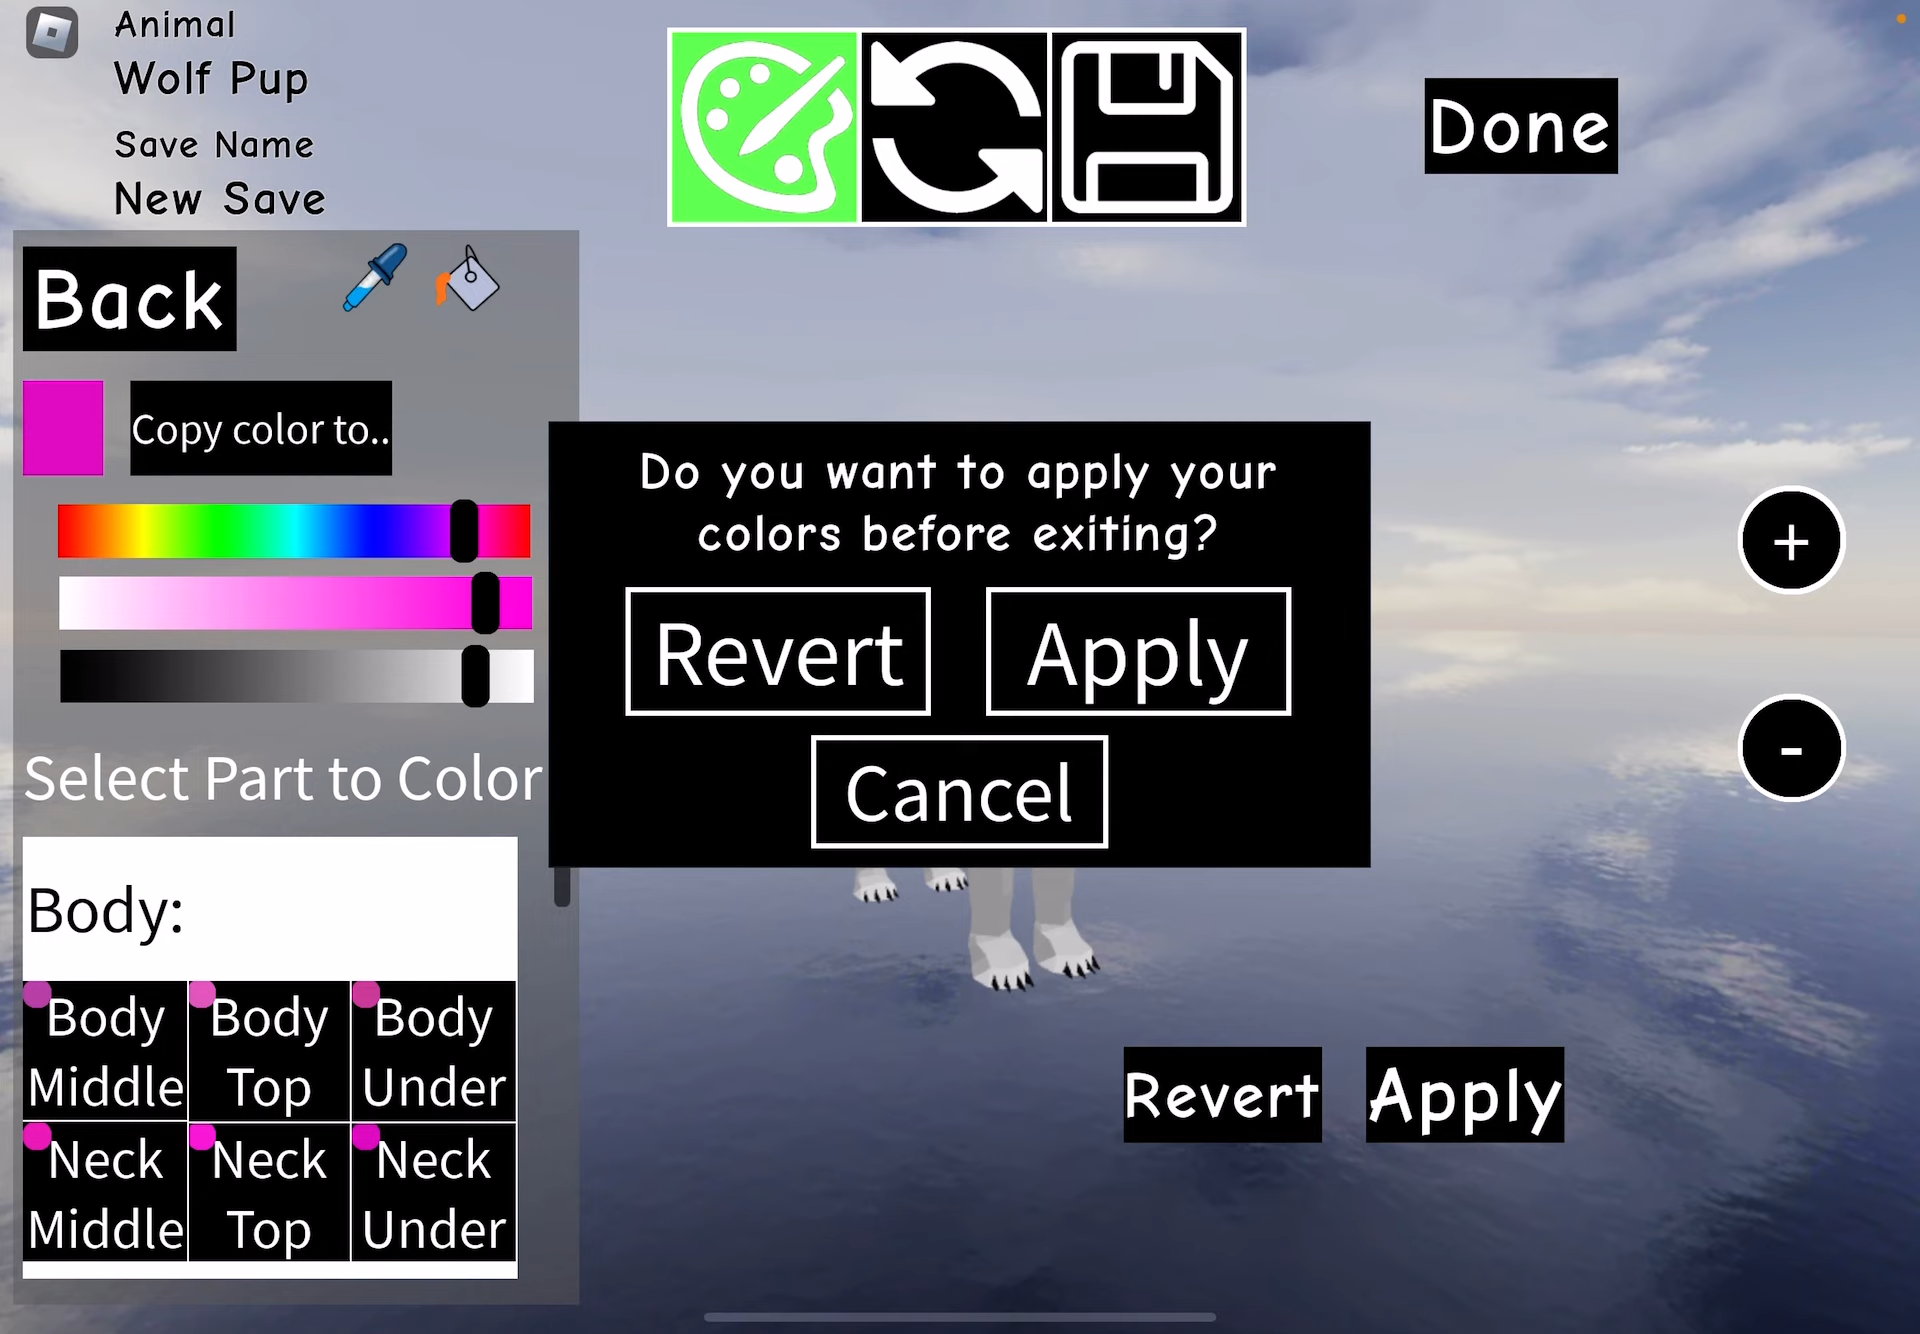 Animal
Wolf Pup
Save Name
New Save
Done
Back
Copy color to..
Do you want to apply your
colors before exiting?
Revert
Apply
Cancel
+
-
Select Part to Color
Body:
Body
Middle
Body
Top
Body
Under
Neck
Middle
Neck
Top
Neck
Under
Revert
Apply